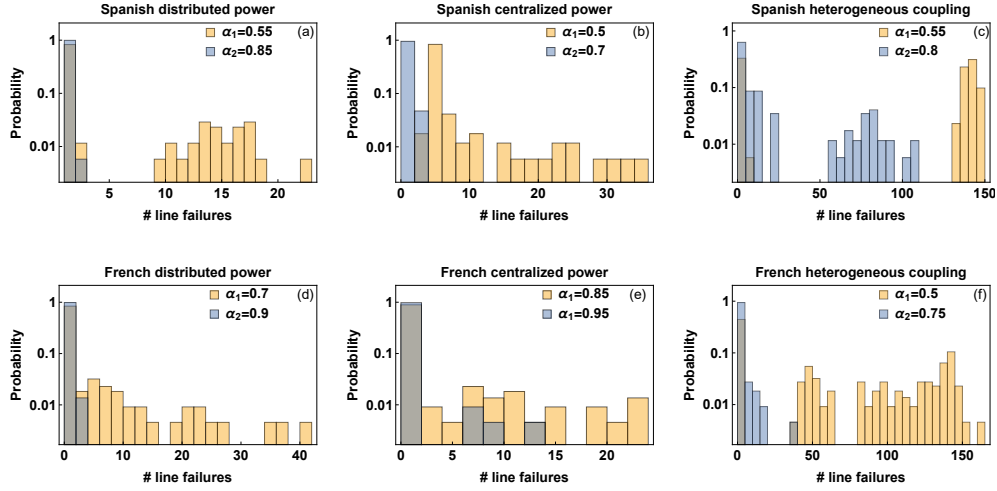 Spanish distributed power
(a)
α1=0.55
α2=0.85
Probability
1
0.1
0.01
5 10 15 20
# line failures
Spanish centralized power
(b)
α1=0.5
α2=0.7
Probability
1
0.1
0.01
0 10 20 30
# line failures
Spanish heterogeneous coupling
(c)
α1=0.55
α2=0.8
Probability
1
0.1
0.01
0 50 100 150
# line failures
French distributed power
(d)
α1=0.7
α2=0.9
Probability
1
0.1
0.01
0 10 20 30 40
# line failures
French centralized power
(e)
α1=0.85
α1=0.95
Probability
1
0.1
0.01
0 5 10 15 20
# line failures
French heterogeneous coupling
(f)
α1=0.5
α2=0.75
Probability
1
0.1
0.01
0 50 100 150
# line failures